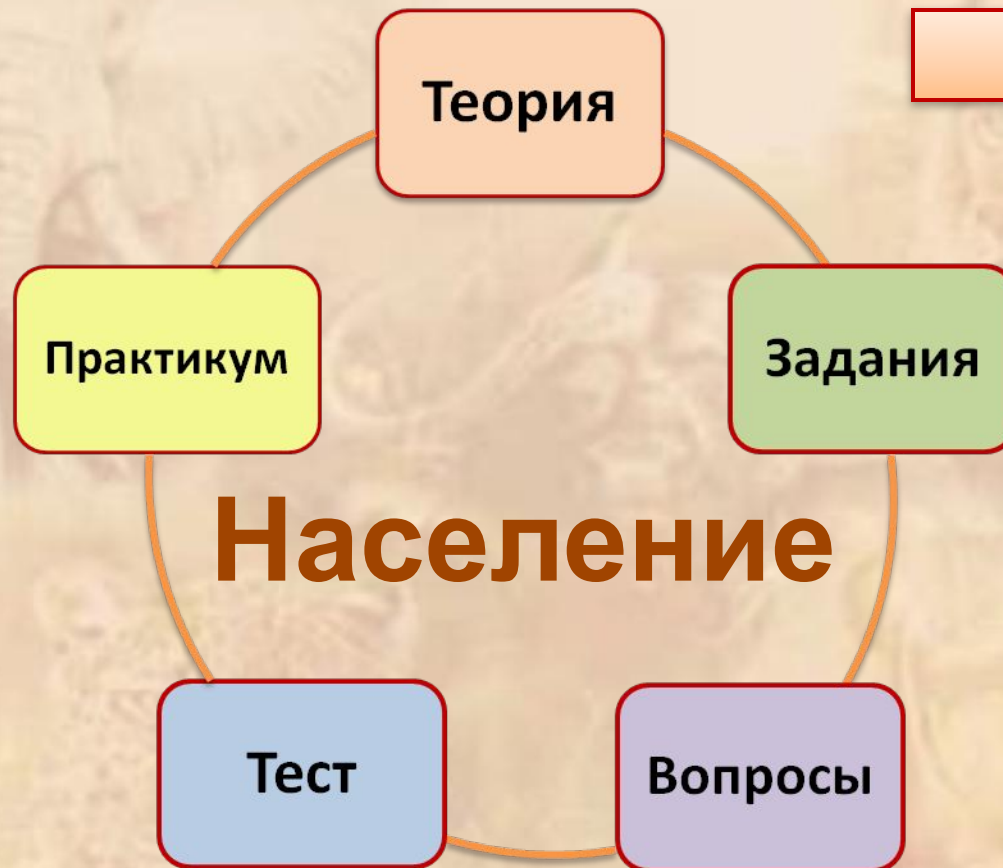 Теория
Практикум
Задания
Население
Тест
Вопросы